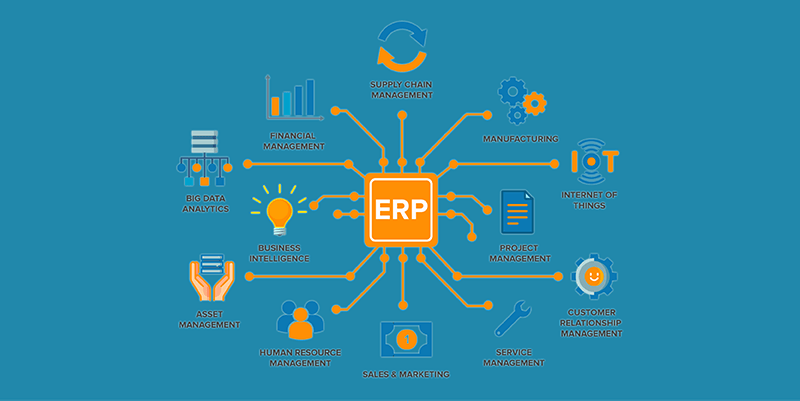 SUPPLY CHAIN
MANAGEMENT
FINANCIAL
MANAGEMENT
MANUFACTURING
IOT
BIG DATA
ANALYTICS
INTERNET OF
THINGS
ERP
BUSINESS
INTELLIGENCE
PROJECT
MANAGEMENT
ASSET
MANAGEMENT
CUSTOMER
RELATIONSHIP
MANAGEMENT
HUMAN RESOURCE
MANAGEMENT
1
SERVICE
MANAGEMENT
SALES & MARKETING